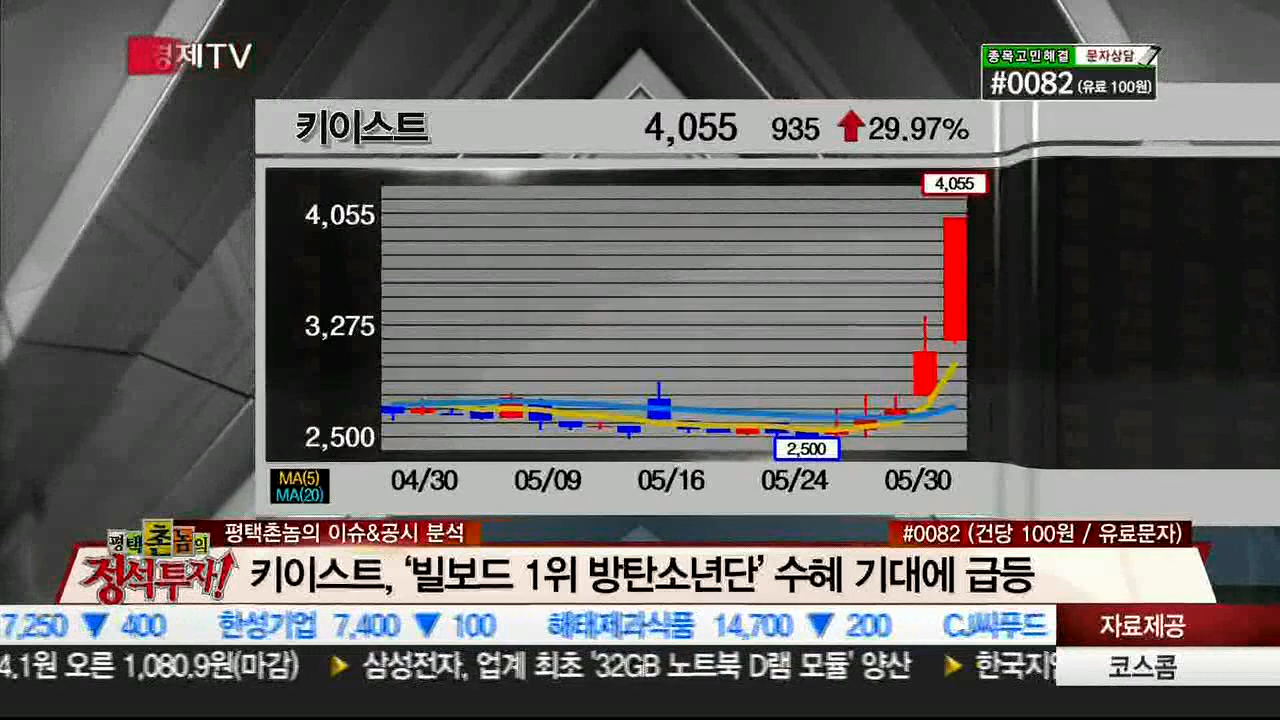 경제TV
종목고민해결 문자상담
#0082 (유료 100원)
키이스트 4,055 935 29.97%
4,055
4,055
3,275
2,500
2,500
04/30 05/09 05/16 05/24 05/30
MA(5)
MA(20)
평택촌놈의 이슈&공시 분석
#0082 (건당 100원 / 유료문자)
평택촌놈의
정석투자!
키이스트, ‘빌보드 1위 방탄소년단’ 수혜 기대에 급등
7,250 ▼ 400 한성기업 7,400 ▼ 100 해태제과식품 14,700 ▼ 200 CJ씨푸드
자료제공
4.1원 오른 1,080.9원(마감) ▶ 삼성전자, 업계 최초 '32GB 노트북 D램 모듈' 양산 ▶ 한국지
코스콤